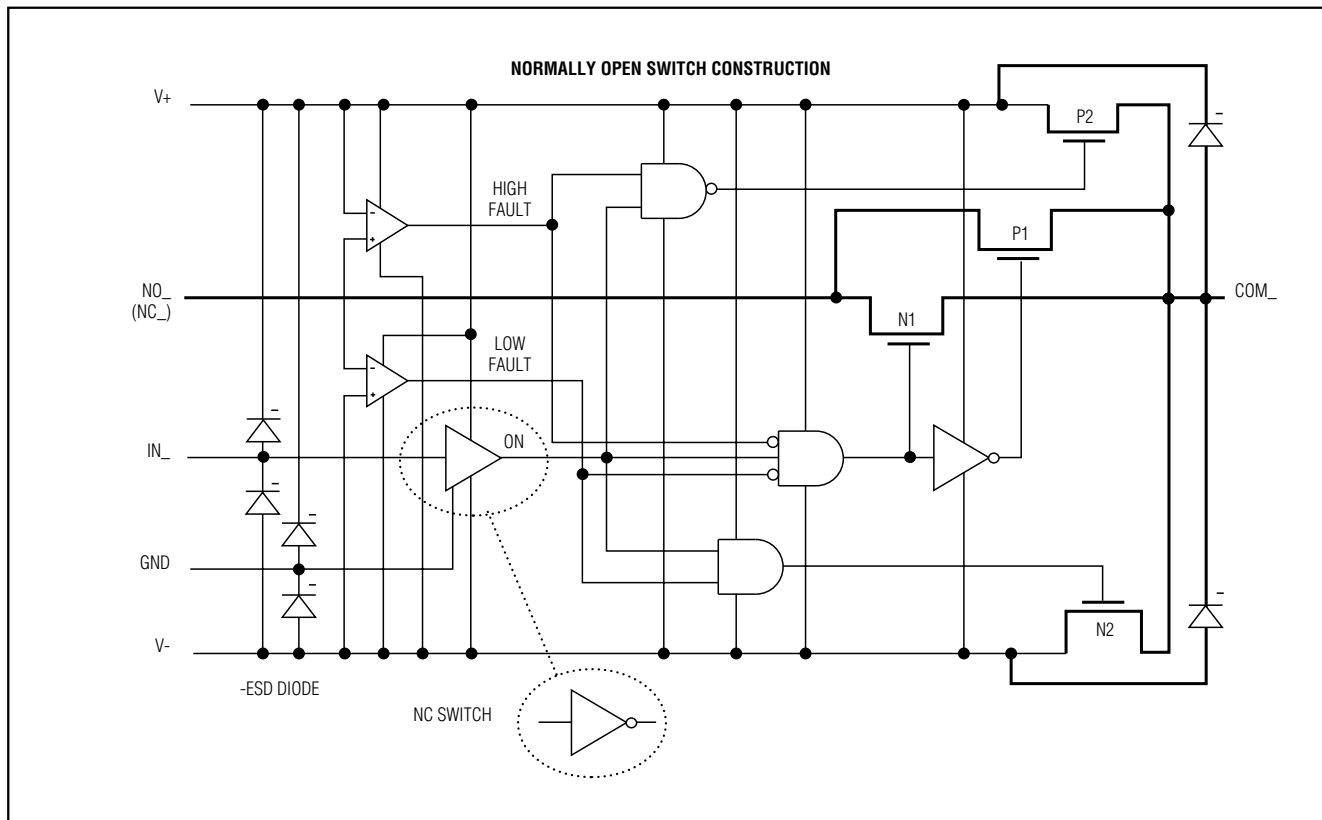 NORMALLY OPEN SWITCH CONSTRUCTION
V+
P2
HIGH
FAULT
P1
NO_
(NC_)
COM_
N1
LOW
FAULT
ON
IN_
GND
N2
V-
-ESD DIODE
NC SWITCH